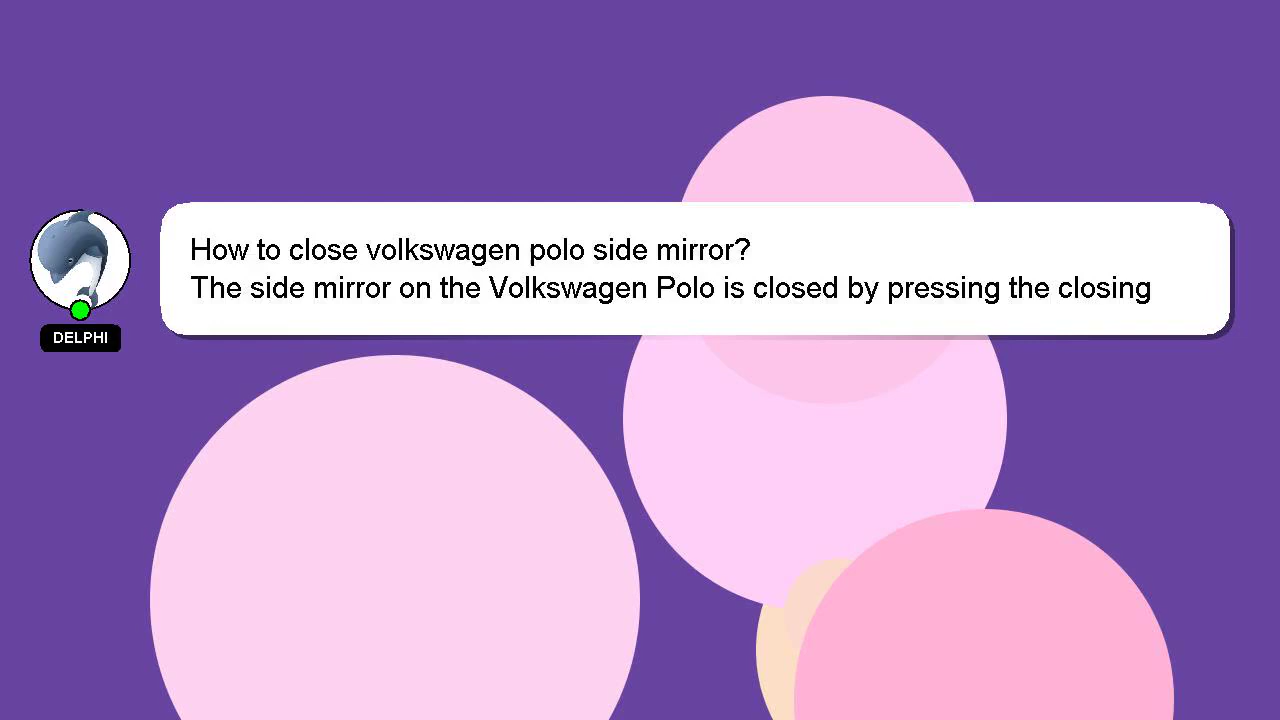 How to close volkswagen polo side mirror?
The side mirror on the Volkswagen Polo is closed by pressing the closing
DELPHI